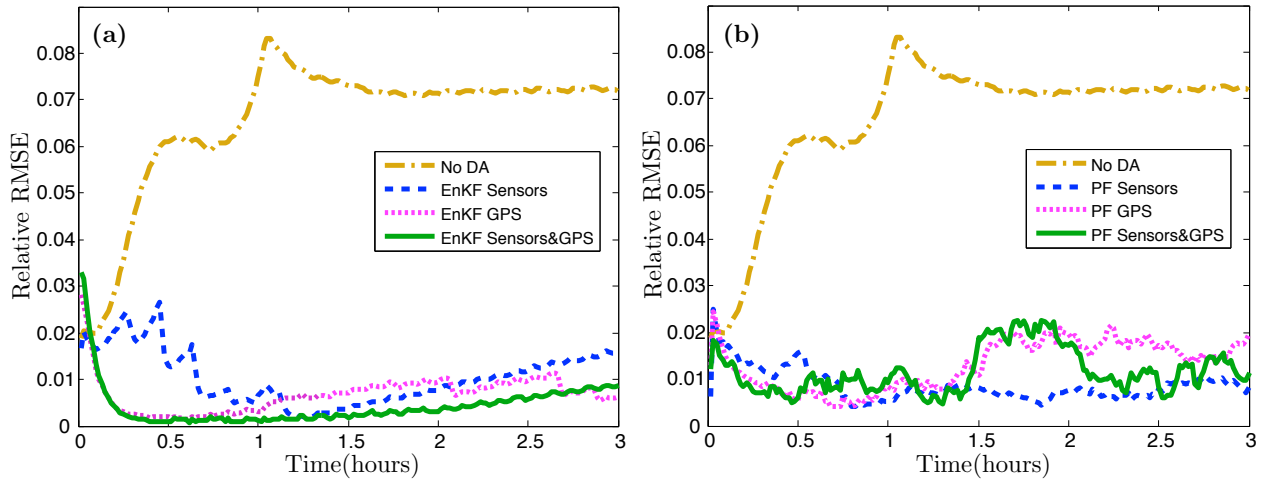 (a)
Relative RMSE
0.08
0.07
0.06
0.05
0.04
0.03
0.02
0.01
0
No DA
EnKF Sensors
EnKF GPS
EnKF Sensors&GPS
0 0.5 1 1.5 2 2.5 3
Time(hours)
(b)
Relative RMSE
0.08
0.07
0.06
0.05
0.04
0.03
0.02
0.01
0
No DA
PF Sensors
PF GPS
PF Sensors&GPS
0 0.5 1 1.5 2 2.5 3
Time(hours)